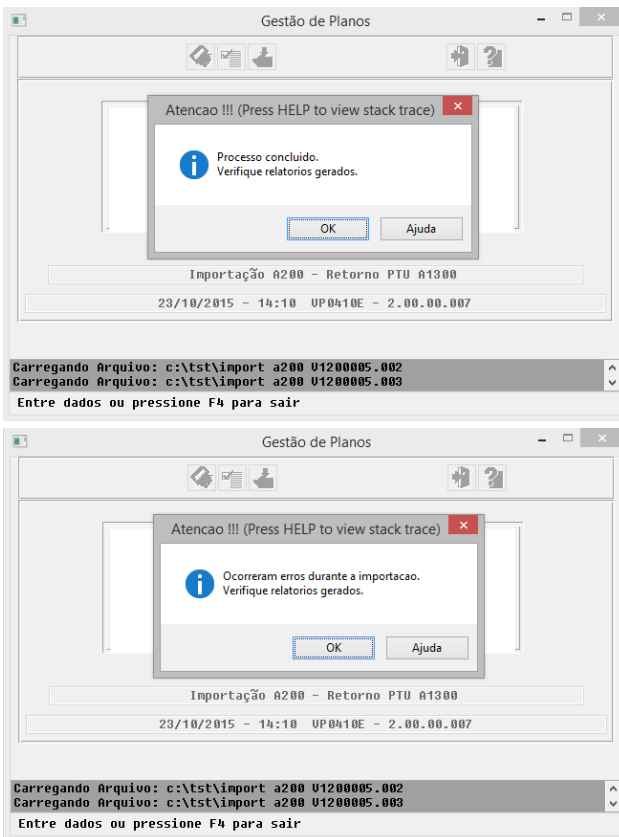 Gestão de Planos
Atencao !!! (Press HELP to view stack trace)
Processo concluido.
Verifique relatorios gerados.
OK
Ajuda
Importação A200 - Retorno PTU A1300
23/10/2015 - 14:10 VP0410E - 2.00.00.007
Carregando Arquivo: c:\tst\import a200 V1200005.002
Carregando Arquivo: c:\tst\import a200 V1200005.003
Entre dados ou pressione F4 para sair
Gestão de Planos
Atencao !!! (Press HELP to view stack trace)
Ocorreram erros durante a importacao.
Verifique relatorios gerados.
OK
Ajuda
Importação A200 - Retorno PTU A1300
23/10/2015 - 14:10 VP0410E - 2.00.00.007
Carregando Arquivo: c:\tst\import a200 V1200005.002
Carregando Arquivo: c:\tst\import a200 V1200005.003
Entre dados ou pressione F4 para sair